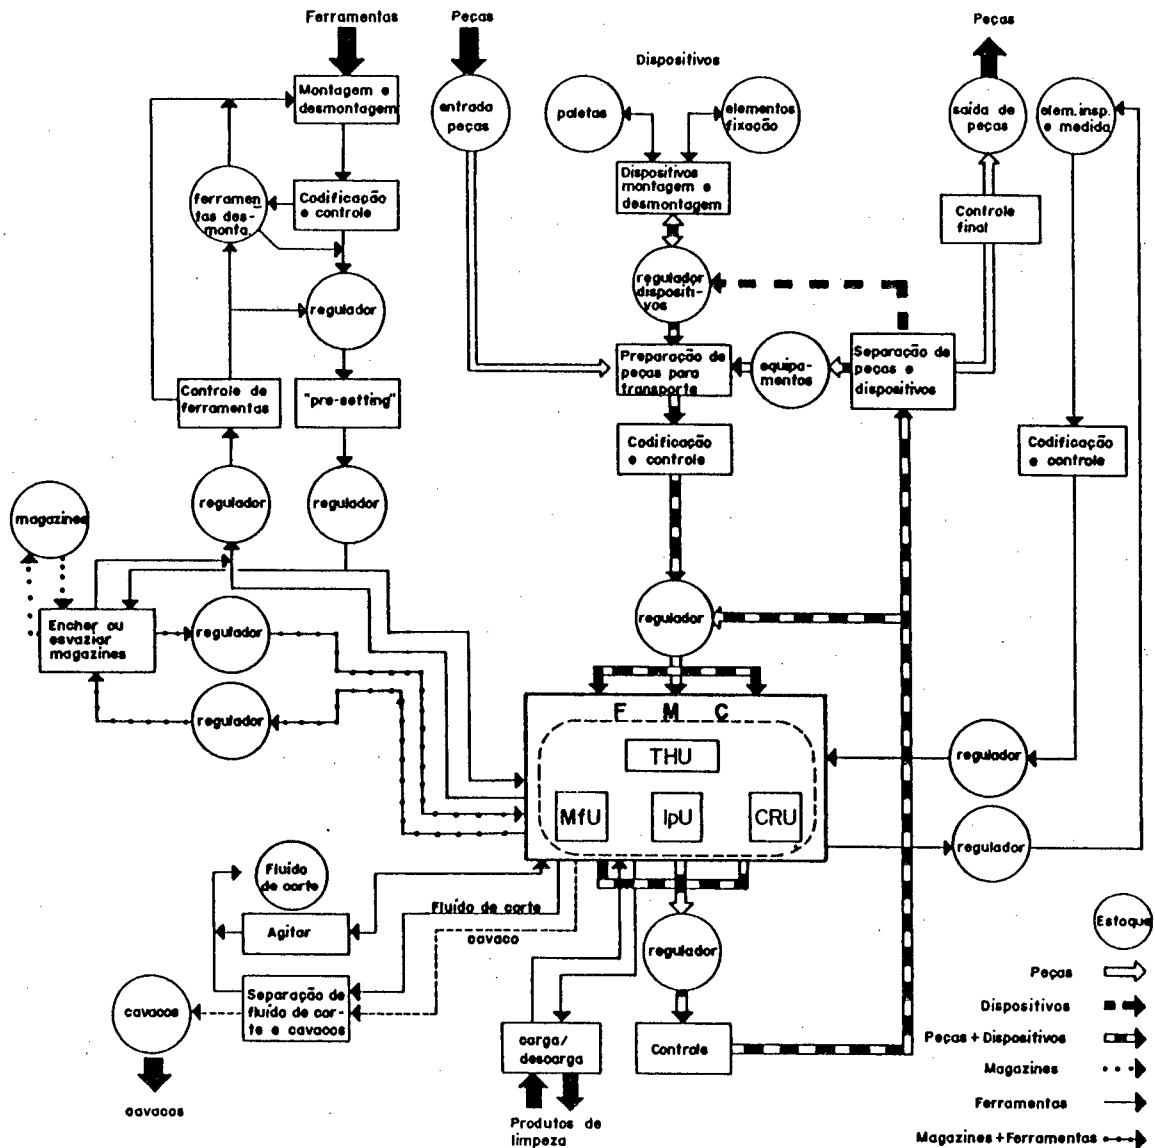 Ferramentas
Peças
Peças
Dispositivos
Montagem e
desmontagem
entrada
peças
paletas
elementos
fixação
saída de
peças
elem.insp.
e medida
Dispositivos
montagem e
desmontagem
Codificação
e controle
ferramen
tas des-
monta.
Controle
final
regulador
regulador
dispositi-
vos
Preparação de
peças para
transporte
equipa-
mentos
Separação de
peças e
dispositivos
Controle de
ferramentas
"pre-setting"
Codificação
e controle
Codificação
e controle
magazines
regulador
regulador
Encher ou
esvaziar
magazines
regulador
regulador
regulador
F M C
THU
MfU
IpU
CRU
regulador
regulador
Fluído
de corte
Fluído de corte
cavaco
Agitar
regulador
Estoque
cavacos
Separação de
fluído de cor-
te e cavacos
carga/
descarga
Controle
cavacos
Produtos de
limpeza
Peças
Dispositivos
Peças + Dispositivos
Magazines
Ferramentas
Magazines + Ferramentas